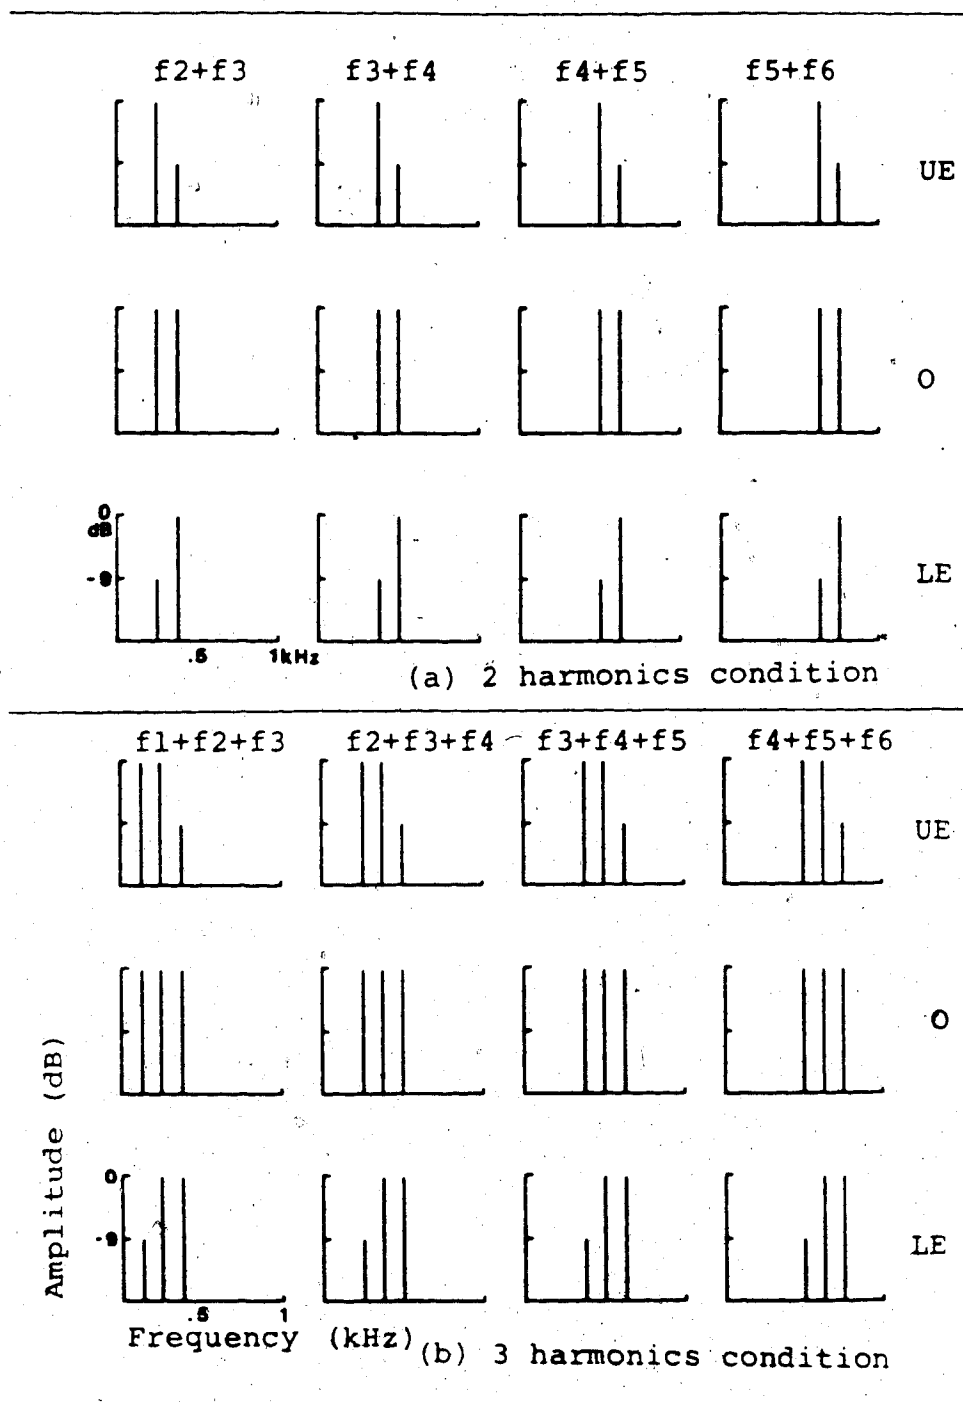 f2+f3 f3+f4 f4+f5 f5+f6
UE
O
0
dB
-9
LE
.5 1kHz
(a) 2 harmonics condition
f1+f2+f3 f2+f3+f4 f3+f4+f5 f4+f5+f6
UE
O
Amplitude (dB)
0
-9
LE
.5 1
Frequency (kHz)
(b) 3 harmonics condition